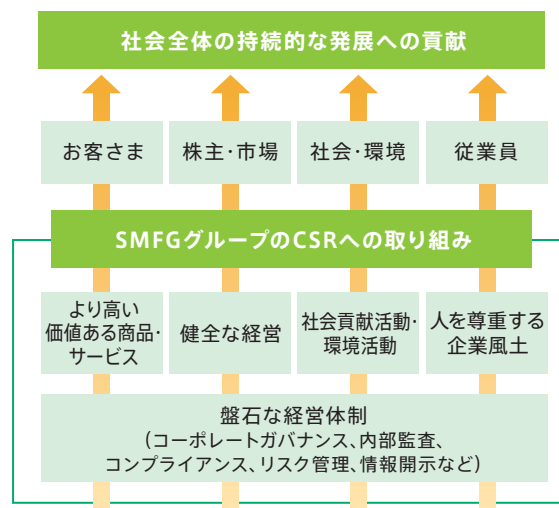 社会全体の持続的な発展への貢献
お客さま
株主・市場
社会・環境
従業員
SMFGグループのCSRへの取り組み
より高い
価値ある商品・
サービス
健全な経営
社会貢献活動・
環境活動
人を尊重する
企業風土
盤石な経営体制
(コーポレートガバナンス、内部監査、
コンプライアンス、リスク管理、情報開示など)